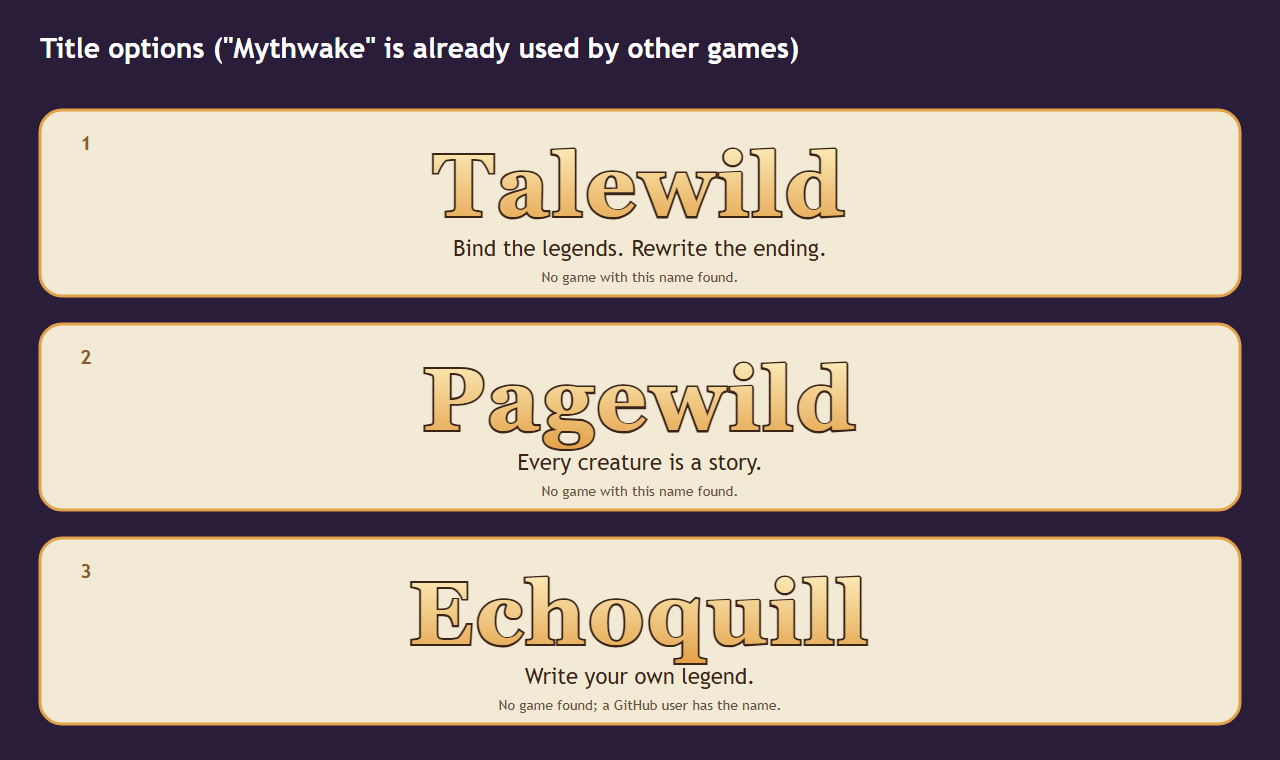 Title options ("Mythwake" is already used by other games)
1
Talewild
Bind the legends. Rewrite the ending.
No game with this name found.
2
Pagewild
Every creature is a story.
No game with this name found.
3
Echoquill
Write your own legend.
No game found; a GitHub user has the name.